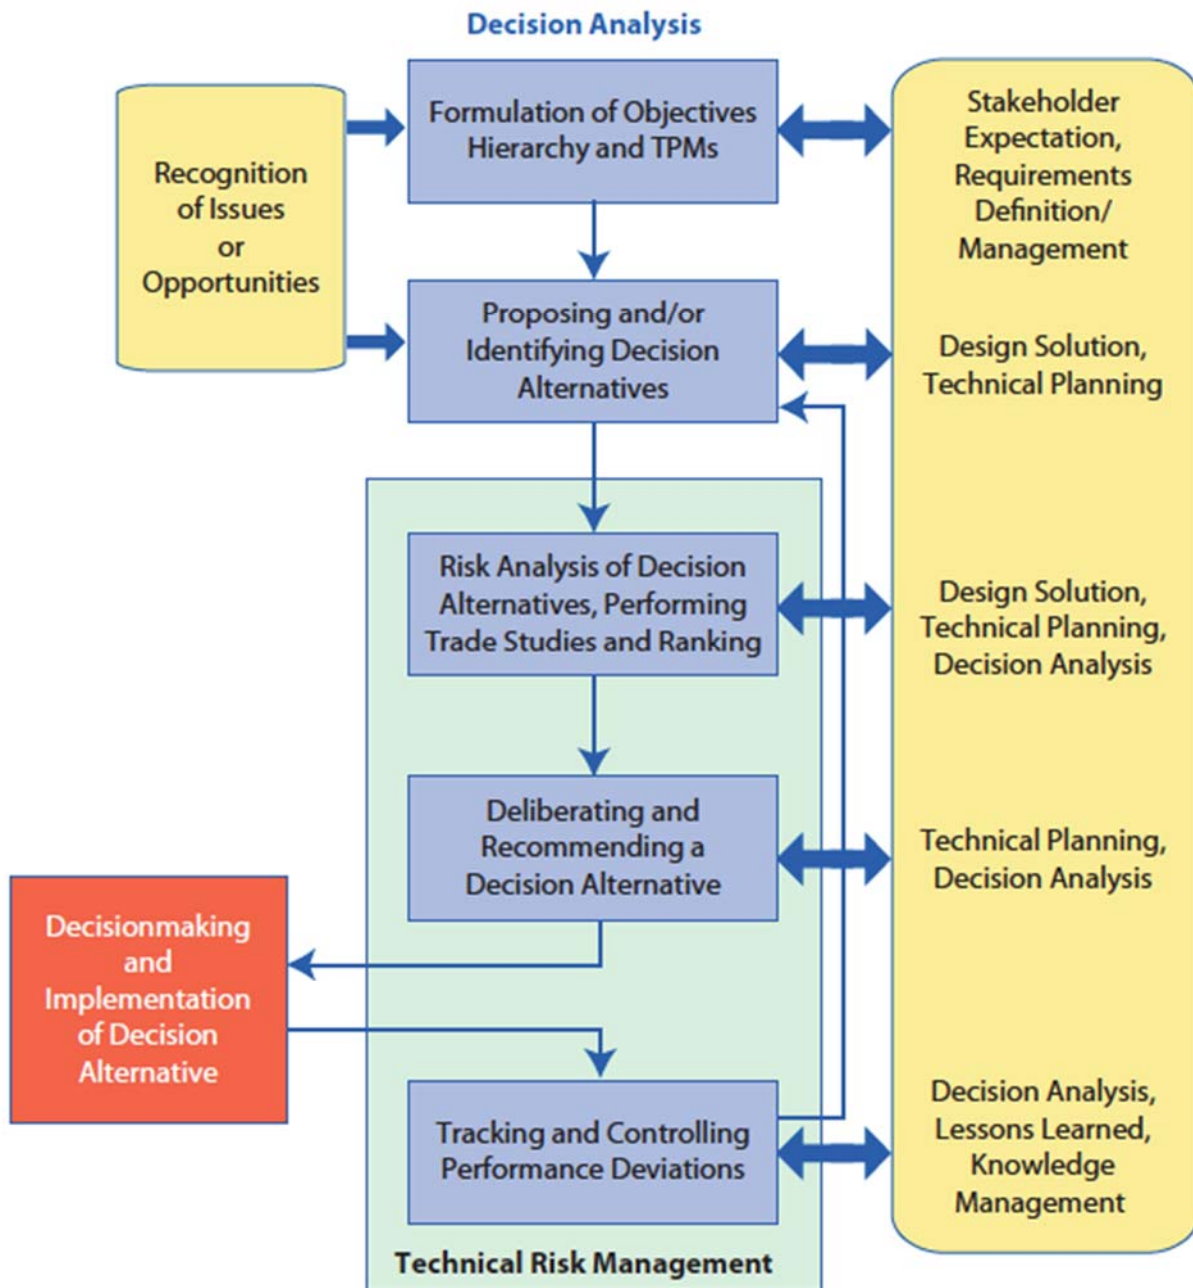 Decision Analysis
Formulation of Objectives
Hierarchy and TPMs
Recognition
of Issues
or
Opportunities
Stakeholder
Expectation,
Requirements
Definition/
Management
Proposing and/or
Identifying Decision
Alternatives
Design Solution,
Technical Planning
Risk Analysis of Decision
Alternatives, Performing
Trade Studies and Ranking
Design Solution,
Technical Planning,
Decision Analysis
Deliberating and
Recommending a
Decision Alternative
Technical Planning,
Decision Analysis
Decisionmaking
and
Implementation
of Decision
Alternative
Tracking and Controlling
Performance Deviations
Decision Analysis,
Lessons Learned,
Knowledge
Management
Technical Risk Management